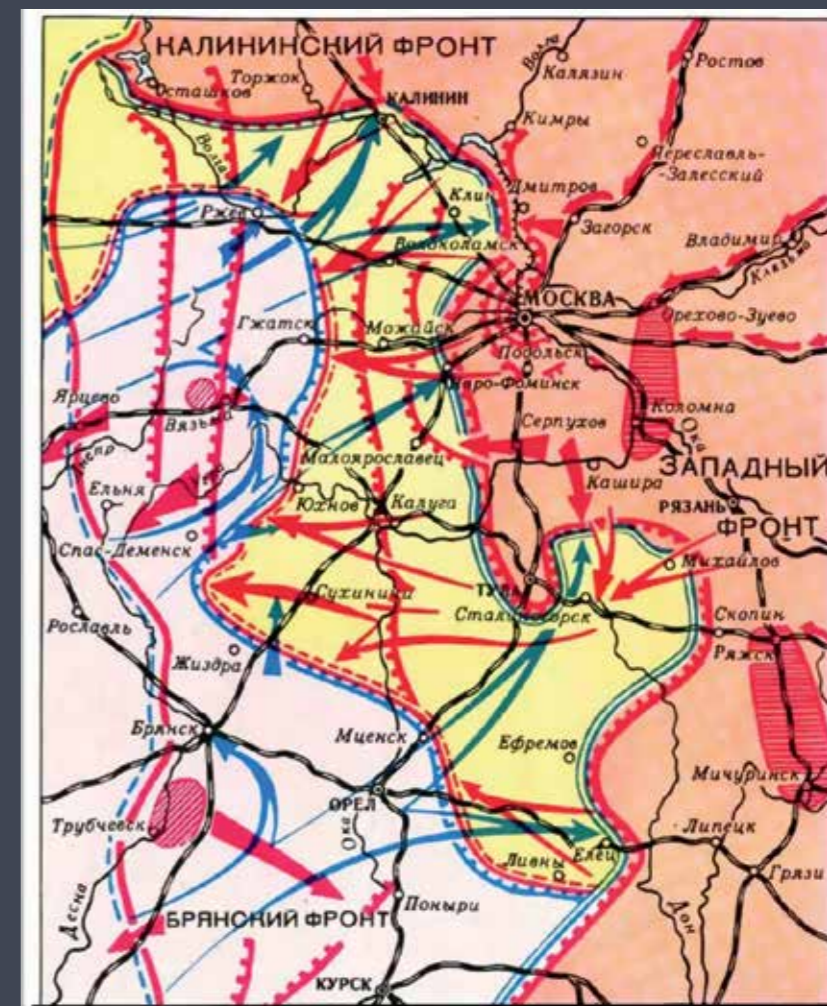 КАЛИНИНСКИЙ ФРОНТ
Волга
Ростов
Торжок
Калязин
Осташков
КАЛИНИН
Кимры
Волга
Переславль-
-Залесский
Клин
Дмитров
Ржев
Загорск
Владимир
Клязьма
Волоколамск
МОСКВА
Орехово-Зуево
Гжатск
Можайск
Подольск
Наро-Фоминск
Ярцево
Вязьма
Коломна
Ока
Серпухов
Днепр
Малоярославец
ЗАПАДНЫЙ
ФРОНТ
Кашира
Ельня
Угра
Юхнов
Калуга
РЯЗАНЬ
Спас-Деменск
Михайлов
ТУЛА
Сухиничи
Сталиногорск
Скопин
Рославль
Ряжск
Жиздра
Брянск
Мценск
Ефремов
Мичуринск
ОРЕЛ
Трубчевск
Ока
Липецк
Елец
Ливны
Грязи
Десна
Поныри
Дон
БРЯНСКИЙ ФРОНТ
КУРСК